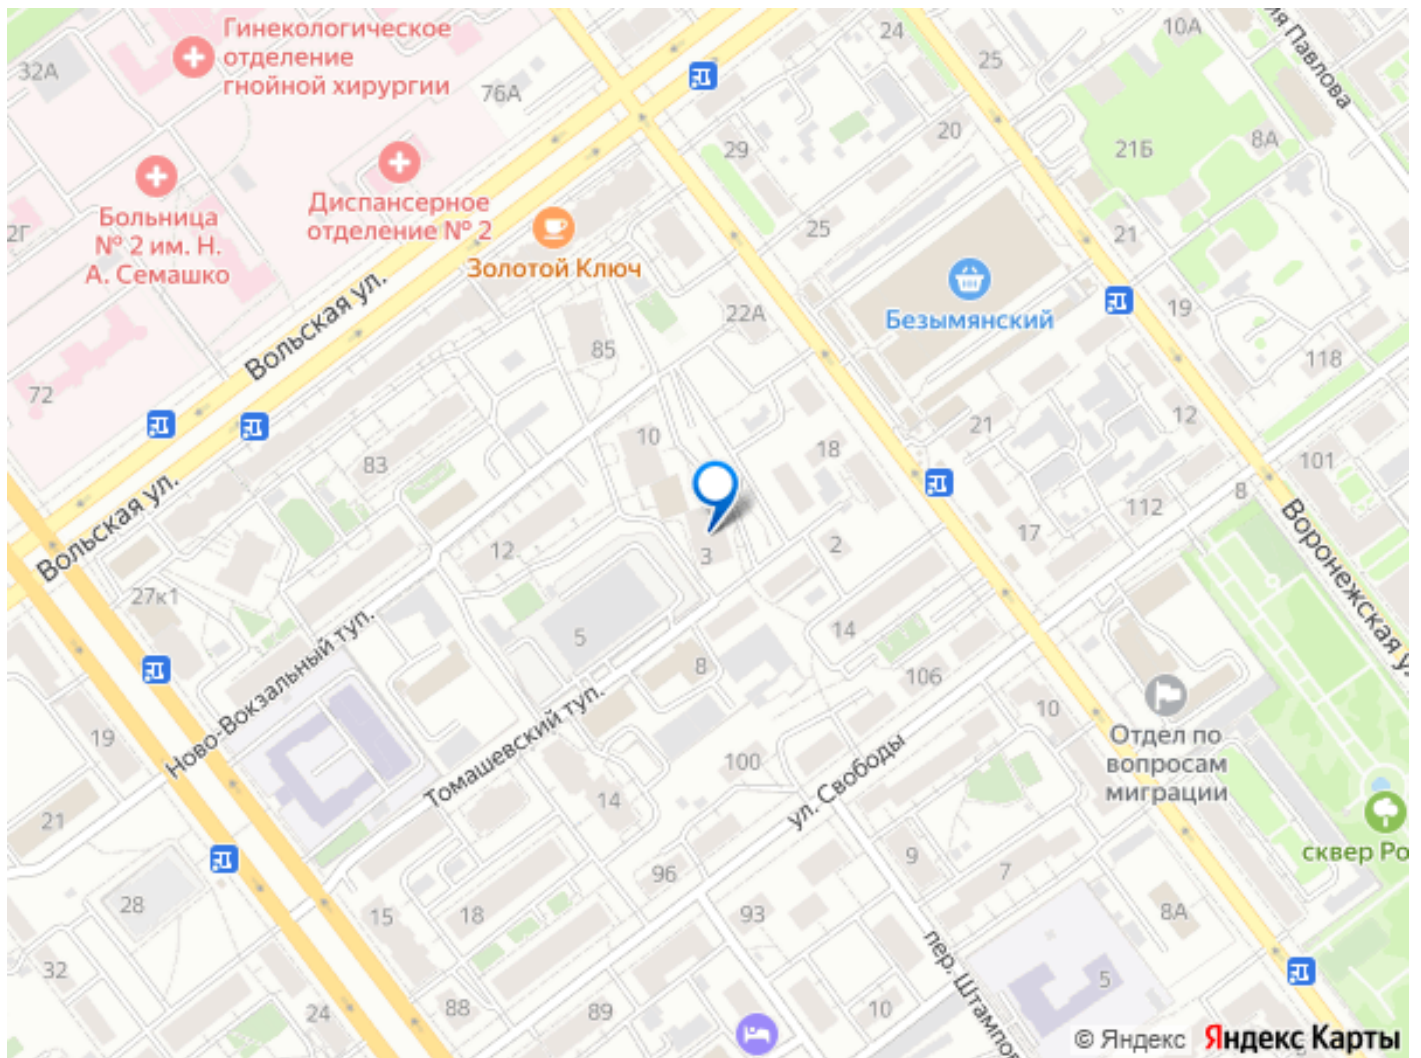 Гинекологическое
отделение
гнойной хирургии
10А
24
25
32А
76А
ия Павлова
20
29
21Б
8А
Больница
№ 2 им. Н.
А. Семашко
Диспансерное
отделение № 2
2Г
25
21
Золотой Ключ
Безымянский
19
22А
Вольская ул.
85
118
72
12
21
10
18
83
101
8
Вольская ул.
112
17
Воронежская у
12
3
2
27к1
5
14
8
106
Ново-Вокзальный туп.
Томашевский туп.
10
Отдел по
вопросам
миграции
19
100
ул. Свободы
21
14
сквер Ро
9
7
96
28
15
18
93
8А
пер. Штампо
32
5
24
88
89
10
© Яндекс
Яндекс Карты